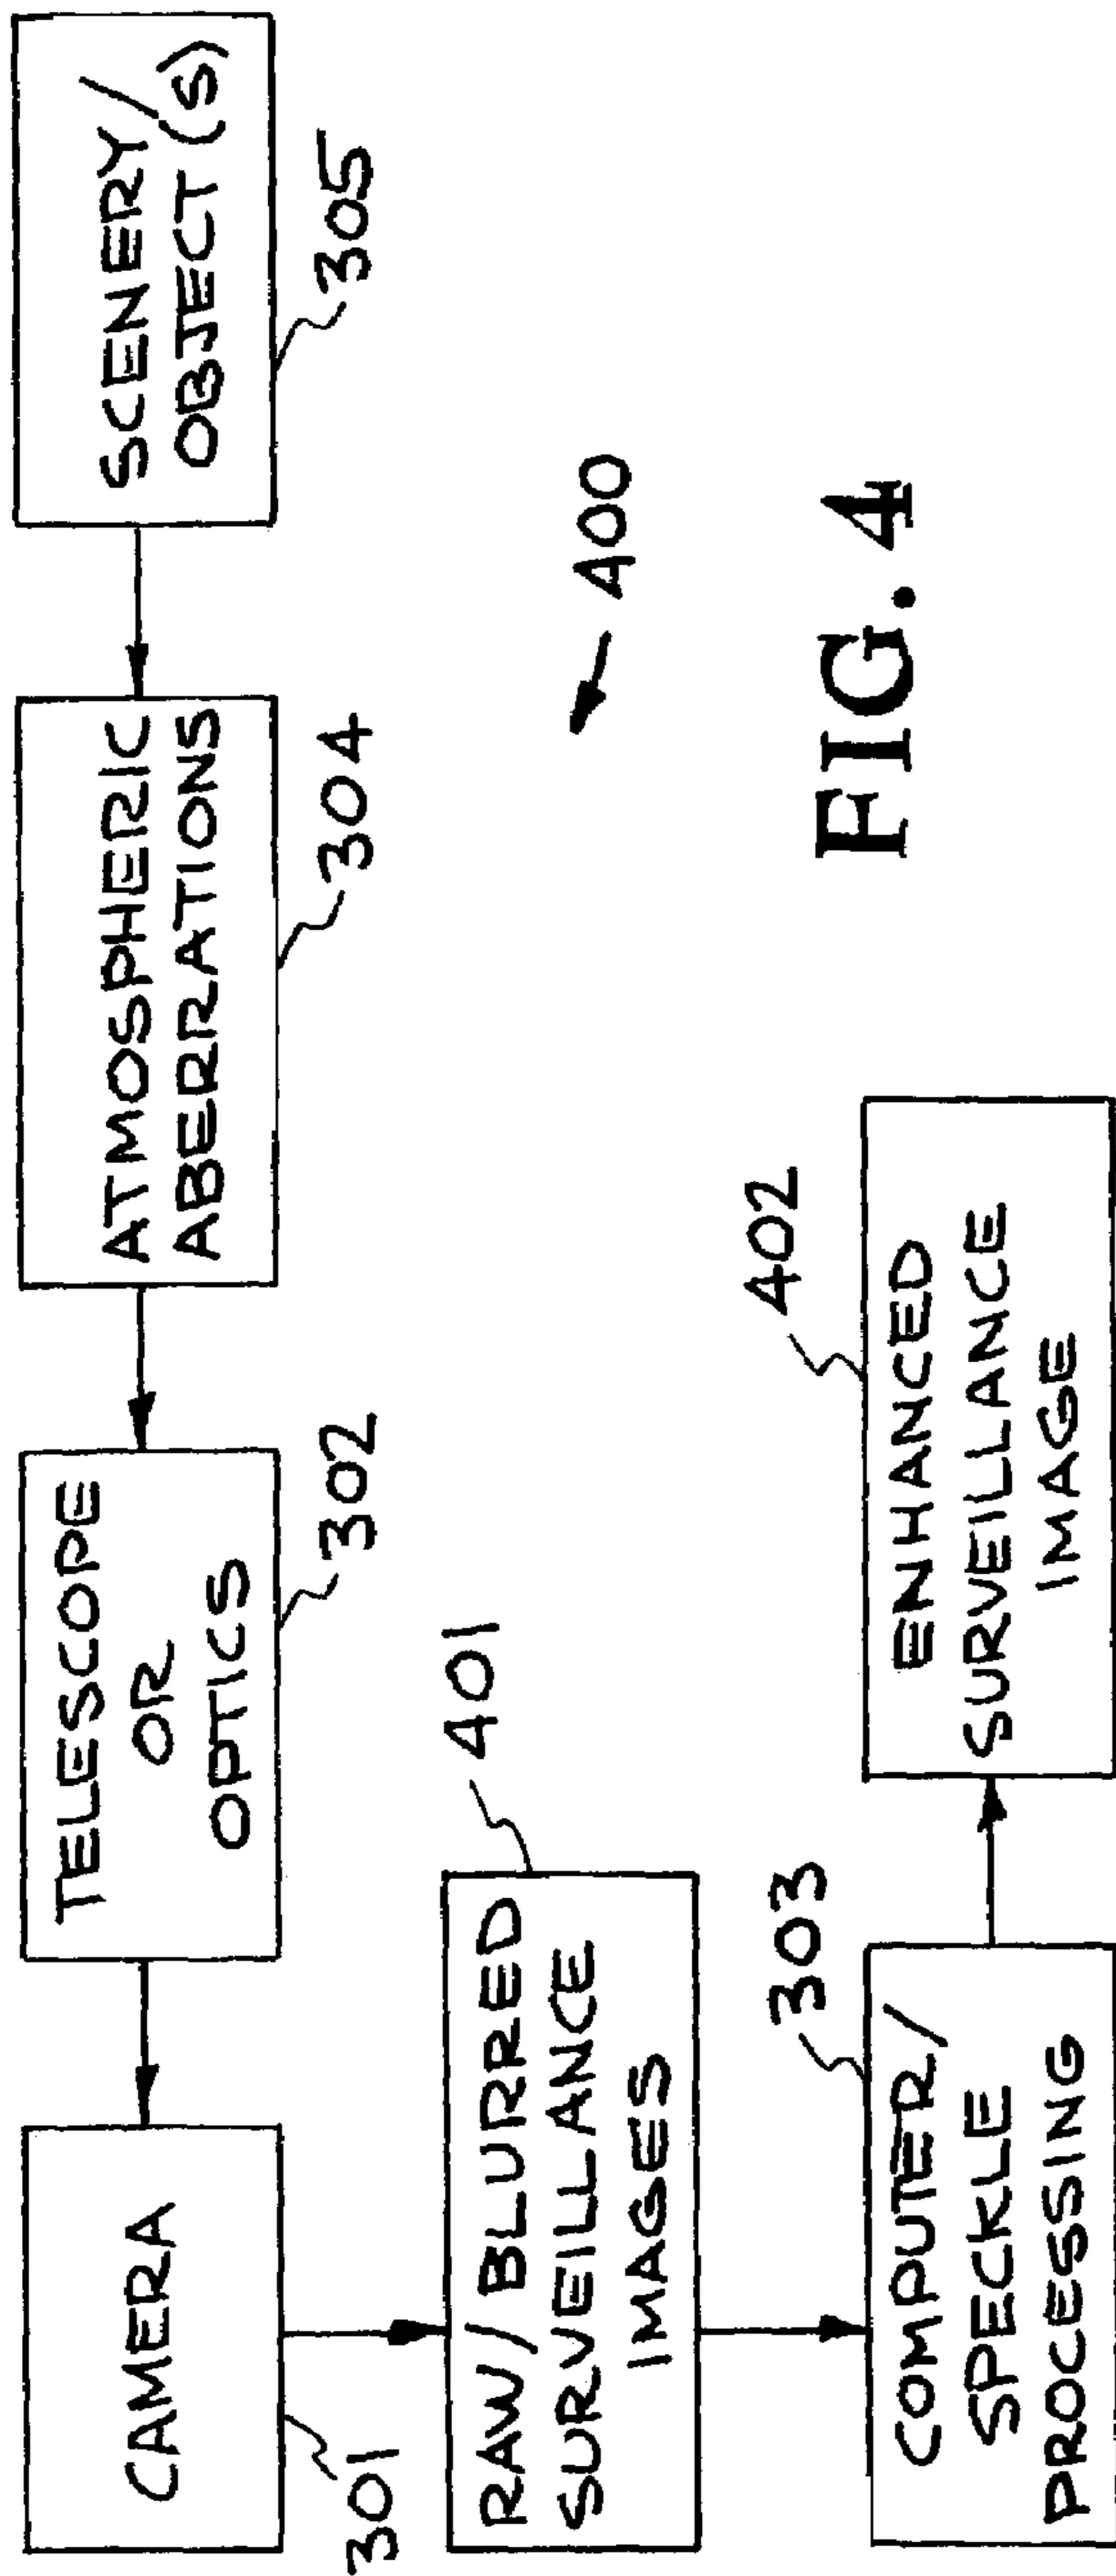 CAMERA
301
TELESCOPE
OR
OPTICS
302
ATMOSPHERIC
ABERRATIONS
304
SCENERY/
OBJECT(S)
305
RAW/BLURRED
SURVEILLANCE
IMAGES
401
400
COMPUTER/
SPECKLE
PROCESSING
303
ENHANCED
SURVEILLANCE
IMAGE
402
FIG. 4